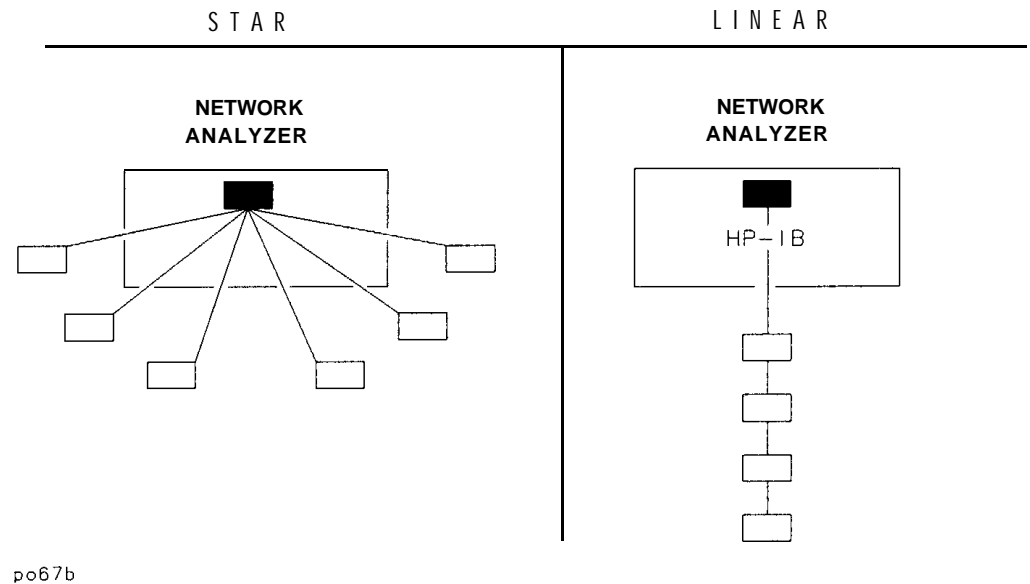 STAR
LINEAR
NETWORK
ANALYZER
NETWORK
ANALYZER
HP-IB
po67b